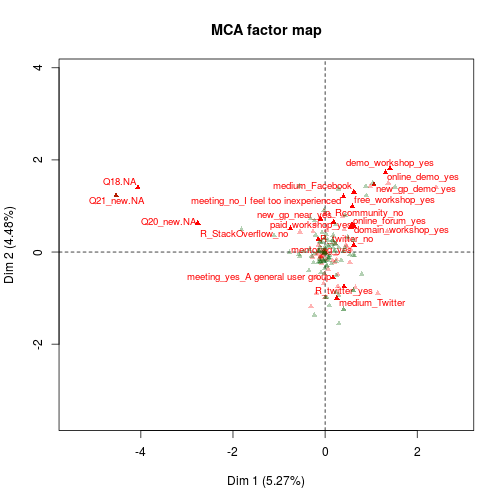 MCA factor map
4
2
0
-2
Dim 2 (4.48%)
demo_workshop_yes
online_demo_yes
Q18.NA
medium_Facebook
new_gp_demo_yes
Q21_new.NA
meeting_no_I feel too inexperienced
free_workshop_yes
new_gp_near_yes
R_community_no
Q20_new.NA
paid_workshop_yes
online_forum_yes
domain_workshop_yes
R_StackOverflow_no
R_Twitter_no
mentoring_yes
meeting_yes_A general user group
R_twitter_yes
medium_Twitter
-4
-2
0
2
Dim 1 (5.27%)